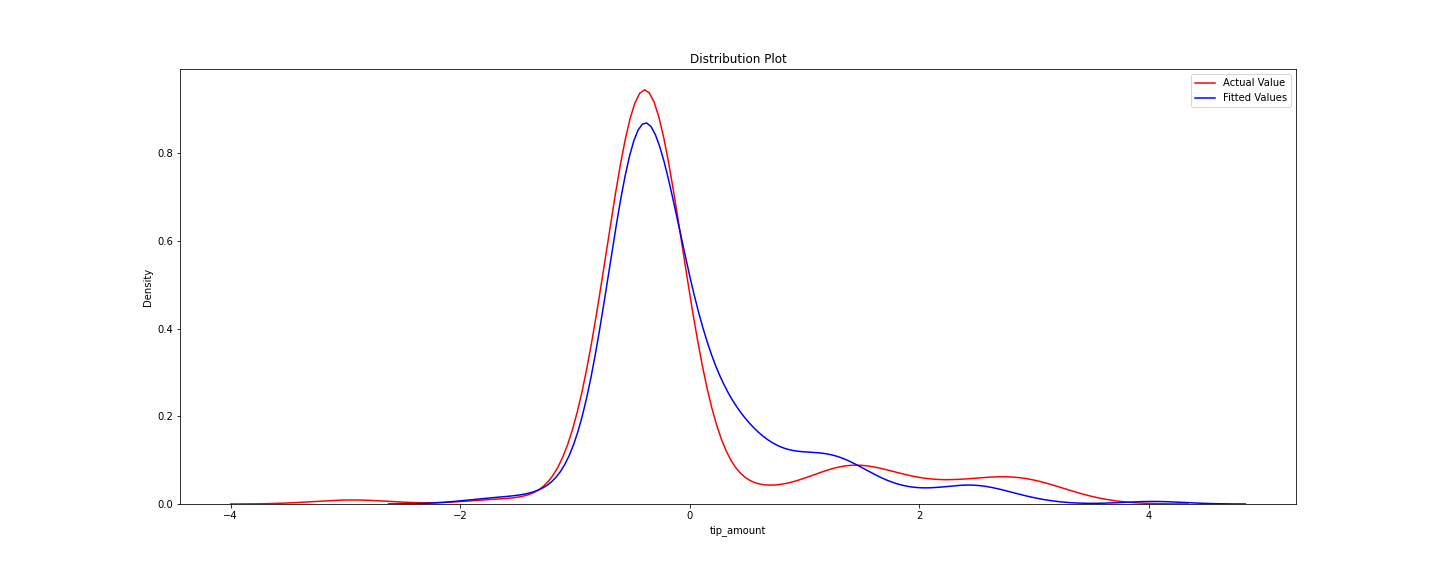 Distribution Plot
Actual Value
Fitted Values
Density
0.8
0.6
0.4
0.2
0.0
−4
−2
0
2
4
tip_amount